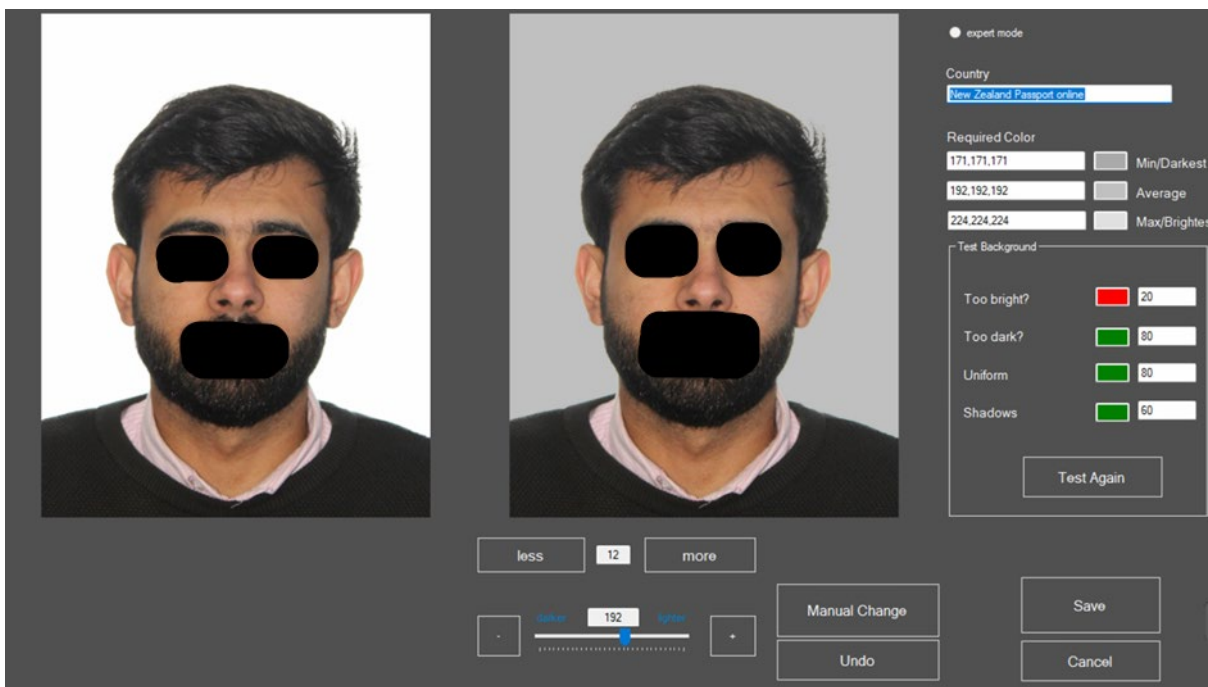 expert mode
Country
New Zealand Passport online
Required Color
171,171,171 Min/Darkest
192,192,192 Average
224,224,224 Max/Brightes
Test Background
Too bright? 20
Too dark? 80
Uniform 80
Shadows 60
Test Again
less 12 more
darker 192 lighter
- +
Manual Change
Undo
Save
Cancel